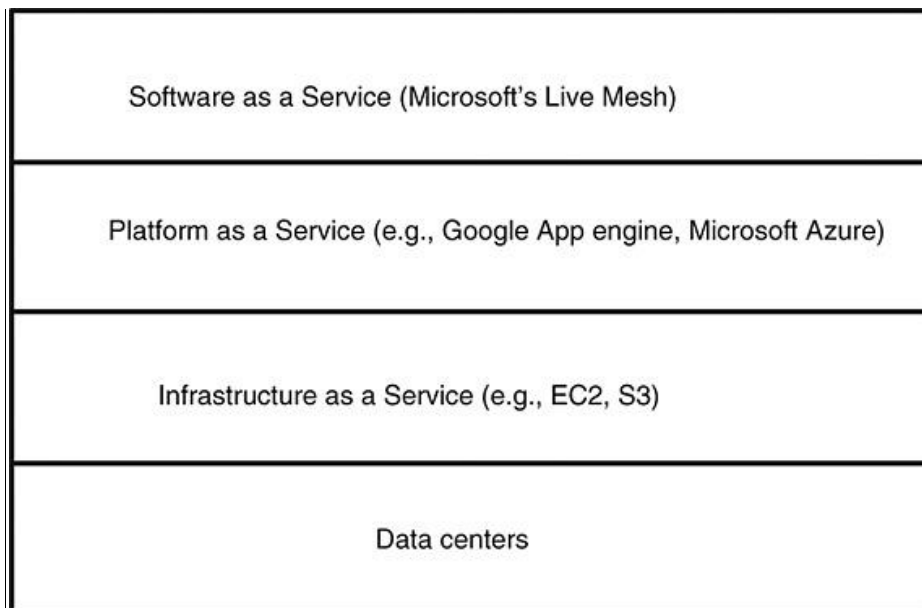 Software as a Service (Microsoft's Live Mesh)
Platform as a Service (e.g., Google App engine, Microsoft Azure)
Infrastructure as a Service (e.g., EC2, S3)
Data centers